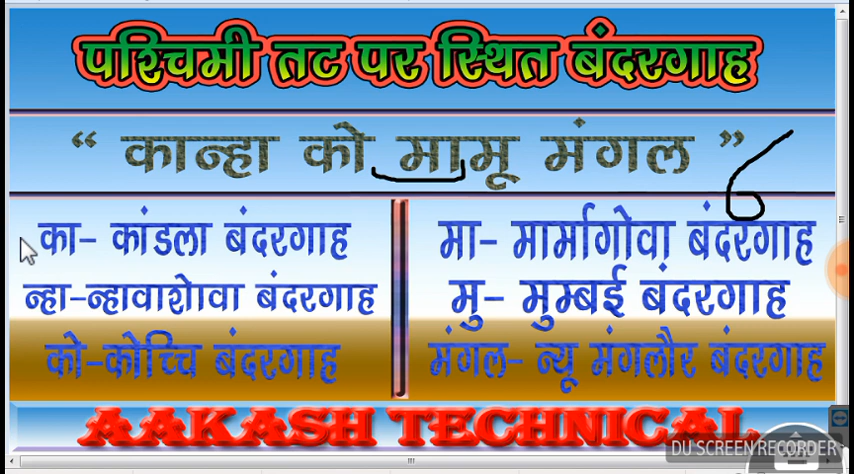 पश्चिमी तट पर स्थित बंदरगाह
“ कान्हा को मामू मंगल ”
का– कांडला बंदरगाह
न्हा–न्हावाशेावा बंदरगाह
को–कोच्चि बंदरगाह
मा– मार्मागोवा बंदरगाह
मु– मुम्बई बंदरगाह
मंगल– न्यू मंगलौर बंदरगाह
AAKASH TECHNICAL
DU SCREEN RECORDER